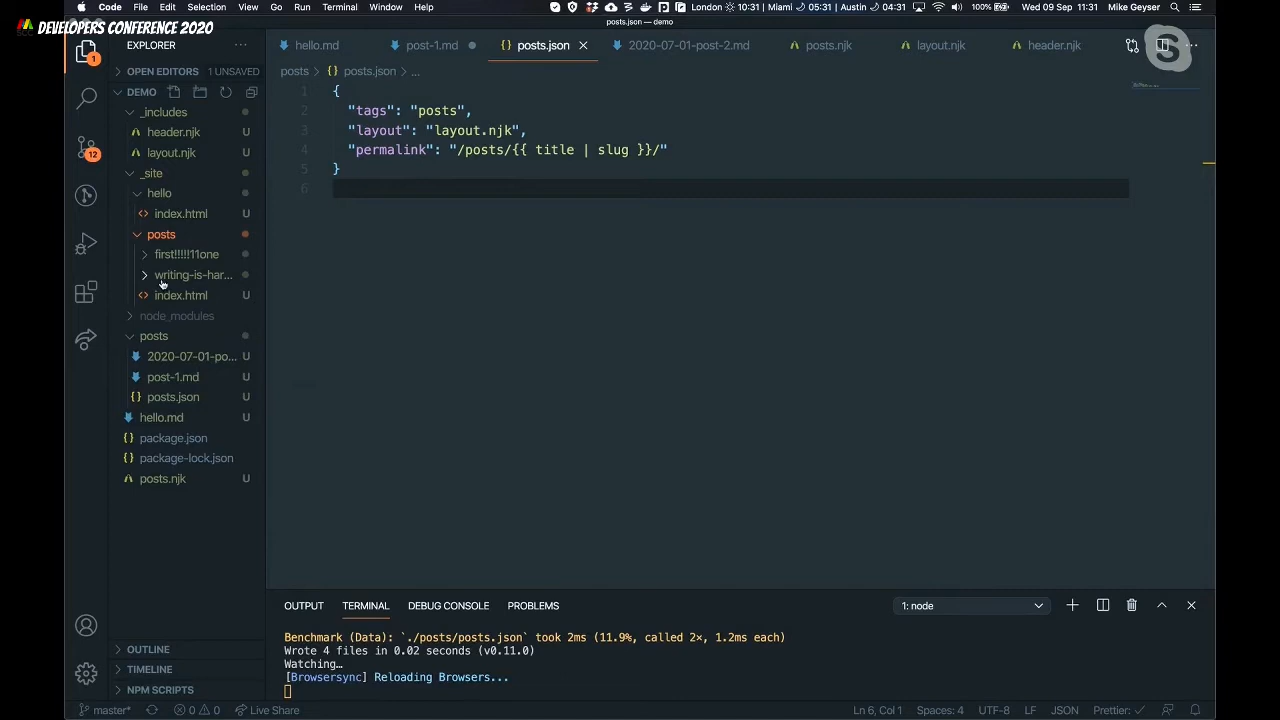 Code File Edit Selection View Go Run Terminal Window Help London 10:31 | Miami 05:31 | Austin 04:31 Wed 09 Sep 11:31 Mike Geyser
DEVELOPERS CONFERENCE 2020
posts.json — demo
EXPLORER
hello.md post-1.md posts.json 2020-07-01-post-2.md posts.njk layout.njk header.njk
OPEN EDITORS 1 UNSAVED
posts > posts.json > ...
DEMO
_includes
header.njk U
layout.njk U
_site
hello
index.html U
posts
first!!!!!11one
writing-is-har...
index.html U
node_modules
posts
2020-07-01-po... U
post-1.md U
posts.json U
hello.md U
package.json
package-lock.json
posts.njk U
1
12
1 {
2 "tags": "posts",
3 "layout": "layout.njk",
4 "permalink": "/posts/{{ title | slug }}/"
5 }
6
OUTPUT TERMINAL DEBUG CONSOLE PROBLEMS 1: node
Benchmark (Data): `./posts/posts.json` took 2ms (11.9%, called 2×, 1.2ms each)
Wrote 4 files in 0.02 seconds (v0.11.0)
Watching…
[Browsersync] Reloading Browsers...
OUTLINE
TIMELINE
NPM SCRIPTS
master* 0 0 Live Share Ln 6, Col 1 Spaces: 4 UTF-8 LF JSON Prettier: ✓